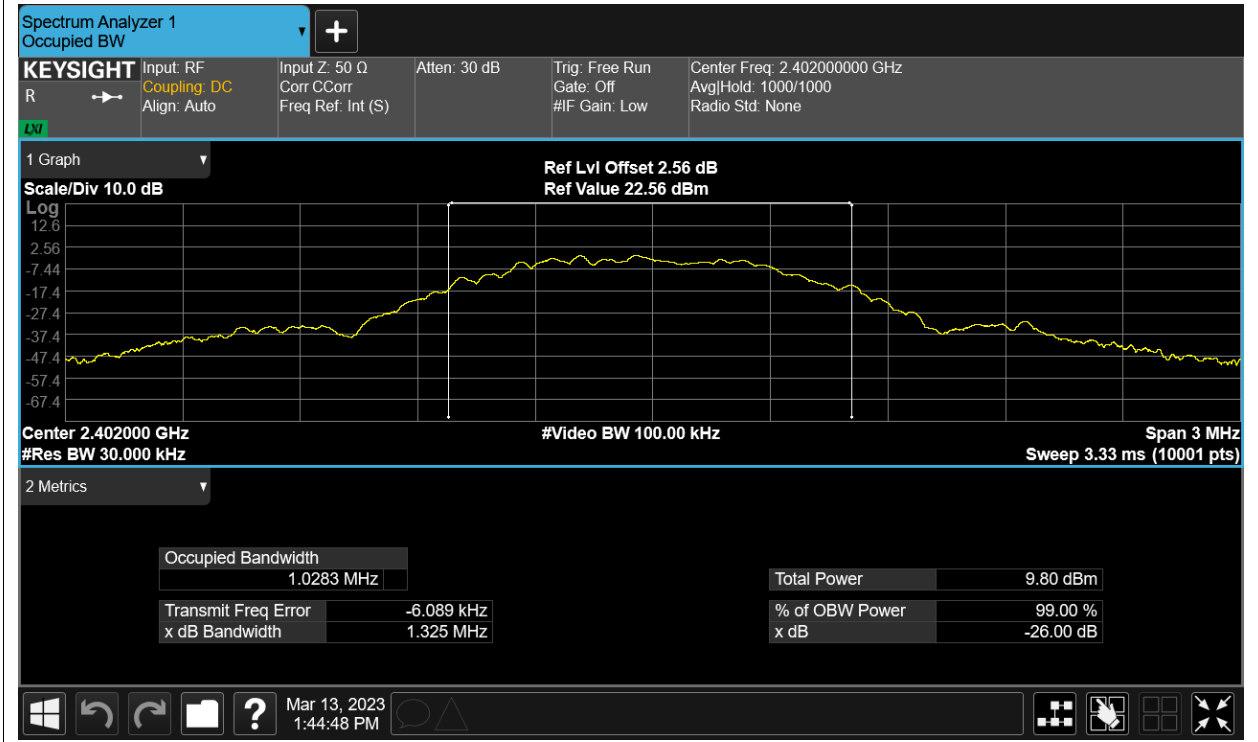 Spectrum Analyzer 1
Occupied BW
KEYSIGHT
R
LXI
Input: RF
Coupling: DC
Align: Auto
Input Z: 50 Ω
Corr CCorr
Freq Ref: Int (S)
Atten: 30 dB
Trig: Free Run
Gate: Off
#IF Gain: Low
Center Freq: 2.402000000 GHz
Avg|Hold: 1000/1000
Radio Std: None
1 Graph
Scale/Div 10.0 dB
Ref Lvl Offset 2.56 dB
Ref Value 22.56 dBm
Log
12.6
2.56
-7.44
-17.4
-27.4
-37.4
-47.4
-57.4
-67.4
Center 2.402000 GHz
#Video BW 100.00 kHz
Span 3 MHz
#Res BW 30.000 kHz
Sweep 3.33 ms (10001 pts)
2 Metrics
Occupied Bandwidth
1.0283 MHz
Total Power 9.80 dBm
Transmit Freq Error -6.089 kHz
% of OBW Power 99.00 %
x dB Bandwidth 1.325 MHz
x dB -26.00 dB
?
Mar 13, 2023
1:44:48 PM